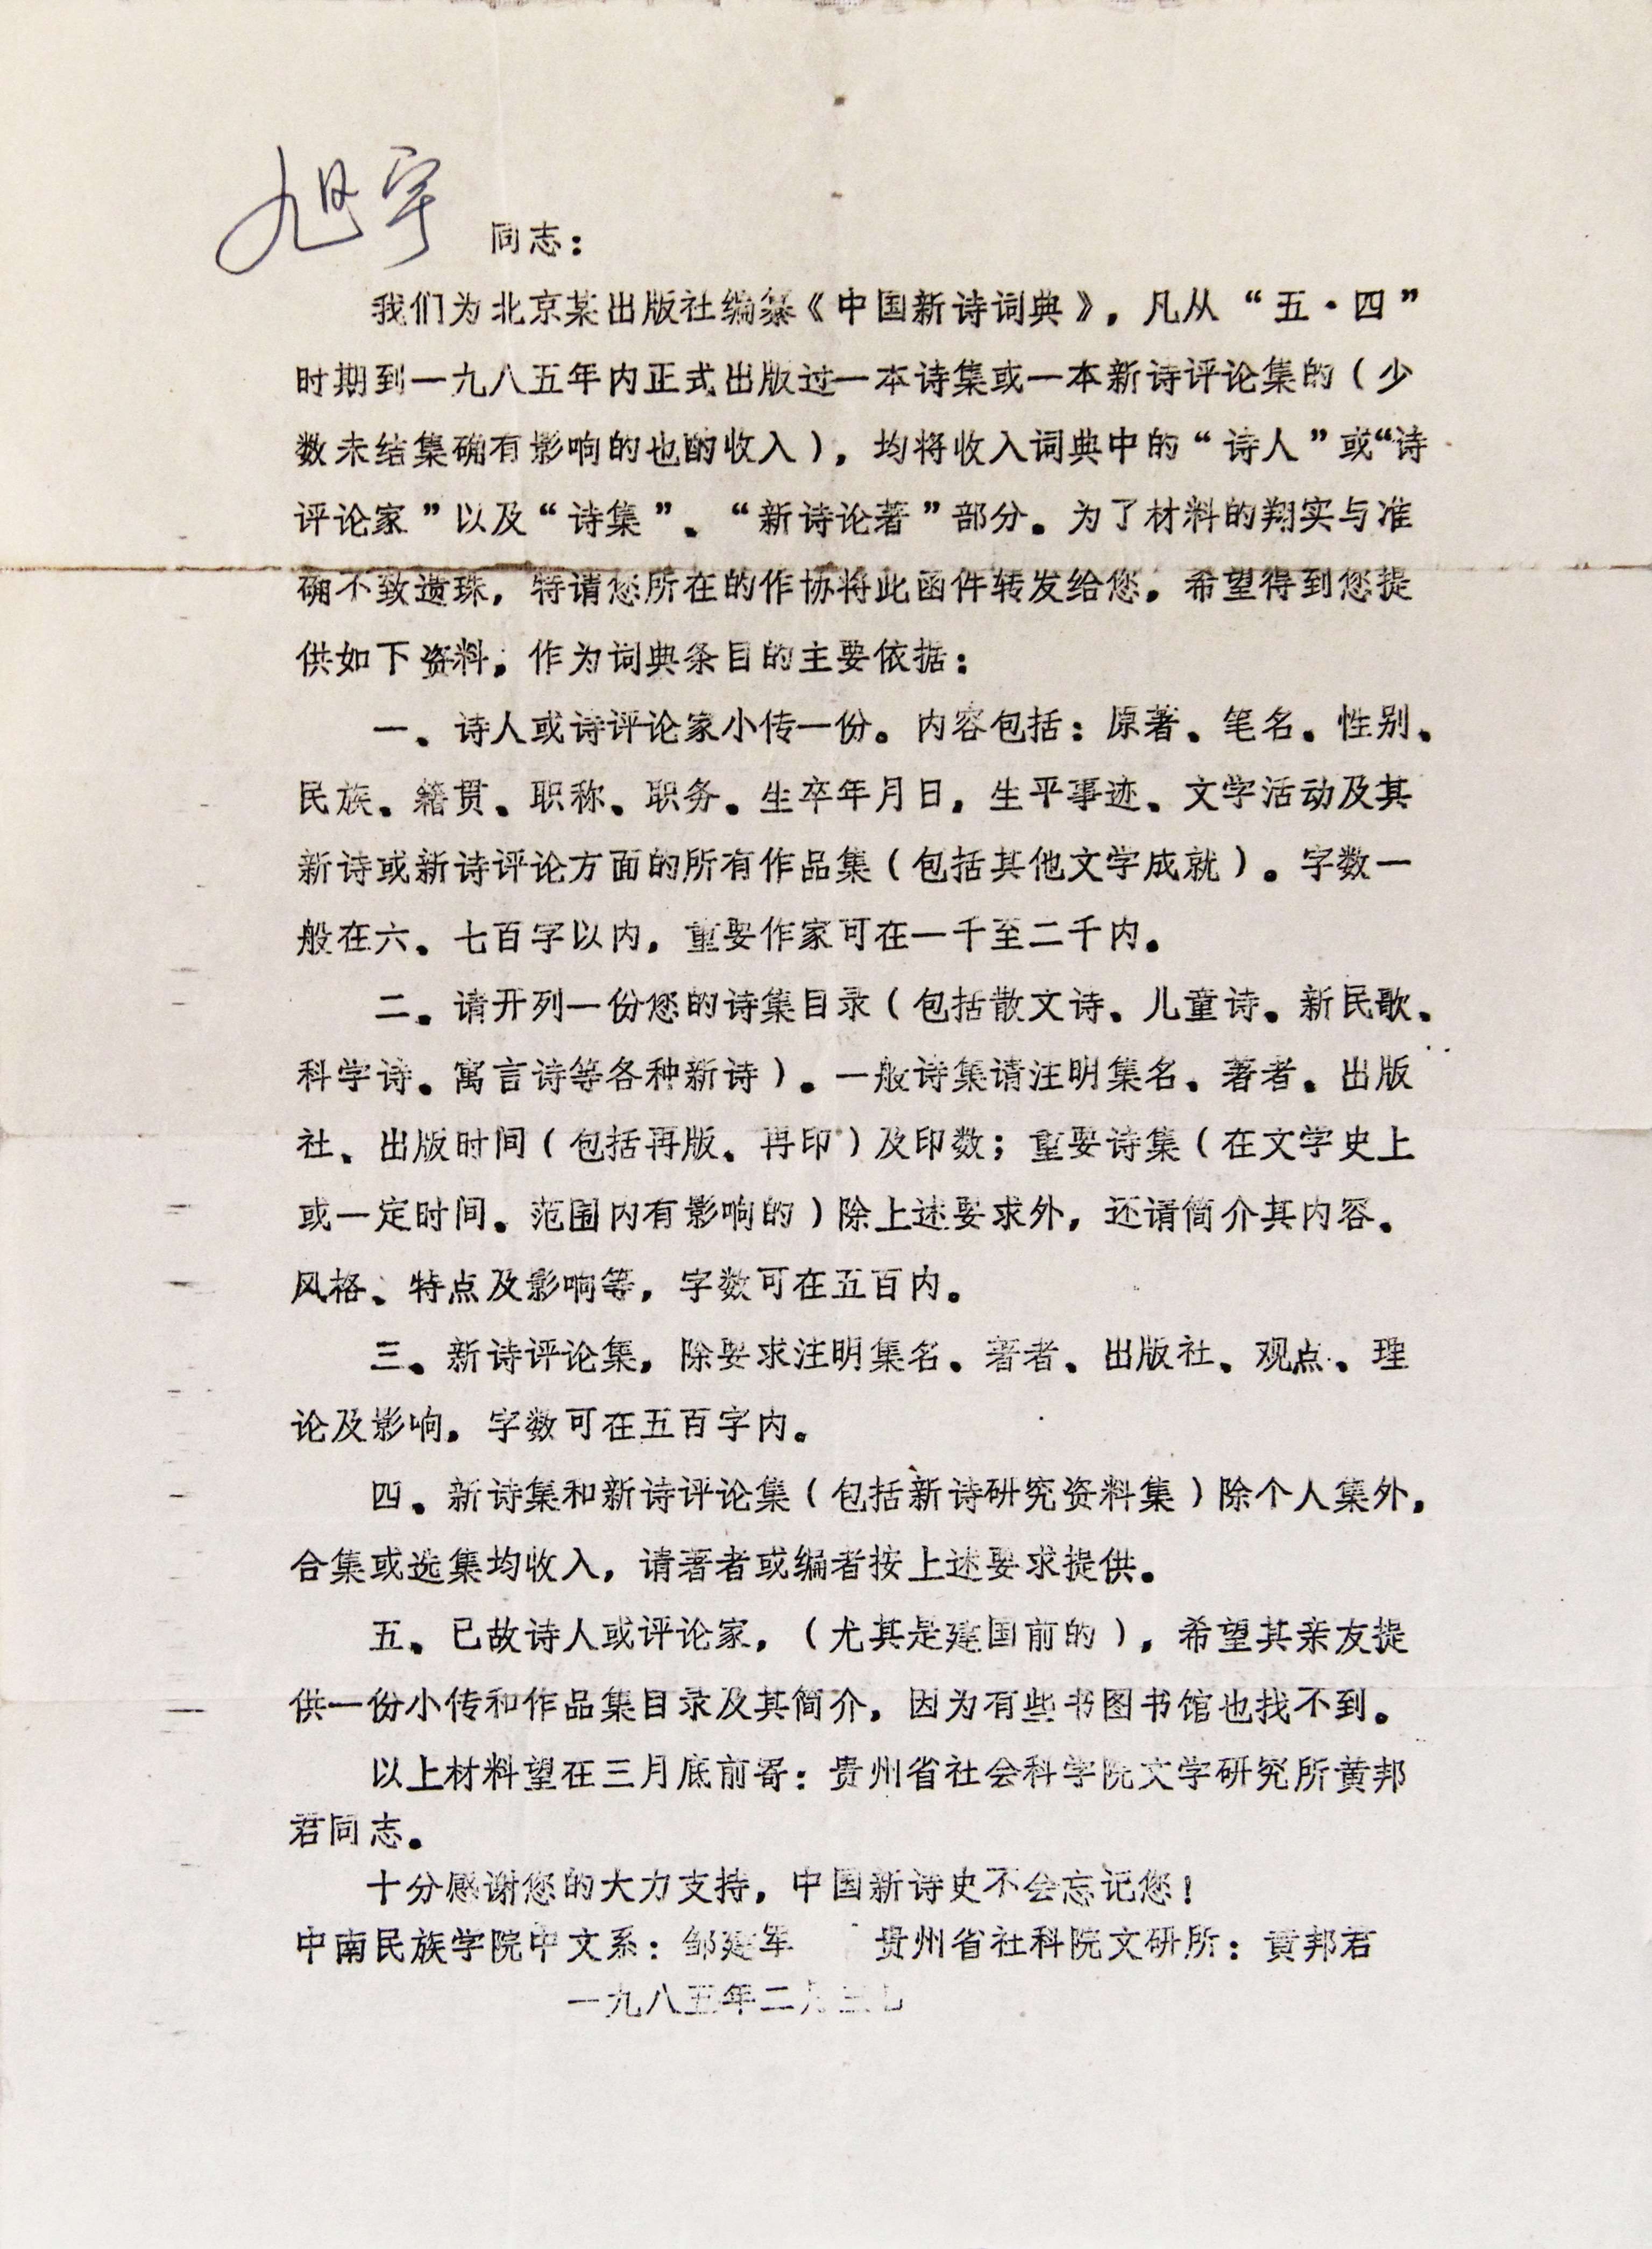 旭宇 同志：
我们为北京某出版社编纂《中国新诗词典》，凡从“五·四”
时期到一九八五年内正式出版过一本诗集或一本新诗评论集的（少
数未结集确有影响的也酌收入），均将收入词典中的“诗人”或“诗
评论家”以及“诗集”、“新诗论著”部分。为了材料的翔实与准
确不致遗珠，特请您所在的作协将此函件转发给您。希望得到您提
供如下资料，作为词典条目的主要依据：
一、诗人或诗评论家小传一份。内容包括：原著、笔名、性别、
民族、籍贯、职称、职务、生卒年月日，生平事迹、文学活动及其
新诗或新诗评论方面的所有作品集（包括其他文学成就）。字数一
般在六、七百字以内，重要作家可在一千至二千内。
二、请开列一份您的诗集目录（包括散文诗、儿童诗、新民歌、
科学诗、寓言诗等各种新诗）。一般诗集请注明集名、著者、出版
社、出版时间（包括再版、再印）及印数；重要诗集（在文学史上
或一定时间、范围内有影响的）除上述要求外，还请简介其内容、
风格、特点及影响等，字数可在五百内。
三、新诗评论集，除要求注明集名、著者、出版社、观点、理
论及影响，字数可在五百字内。
四、新诗集和新诗评论集（包括新诗研究资料集）除个人集外，
合集或选集均收入，请著者或编者按上述要求提供。
五、已故诗人或评论家，（尤其是建国前的），希望其亲友提
供一份小传和作品集目录及其简介，因为有些书图书馆也找不到。
以上材料望在三月底前寄：贵州省社会科学院文学研究所黄邦
君同志。
十分感谢您的大力支持，中国新诗史不会忘记您！
中南民族学院中文系：邹建军 贵州省社科院文研所：黄邦君
一九八五年二月